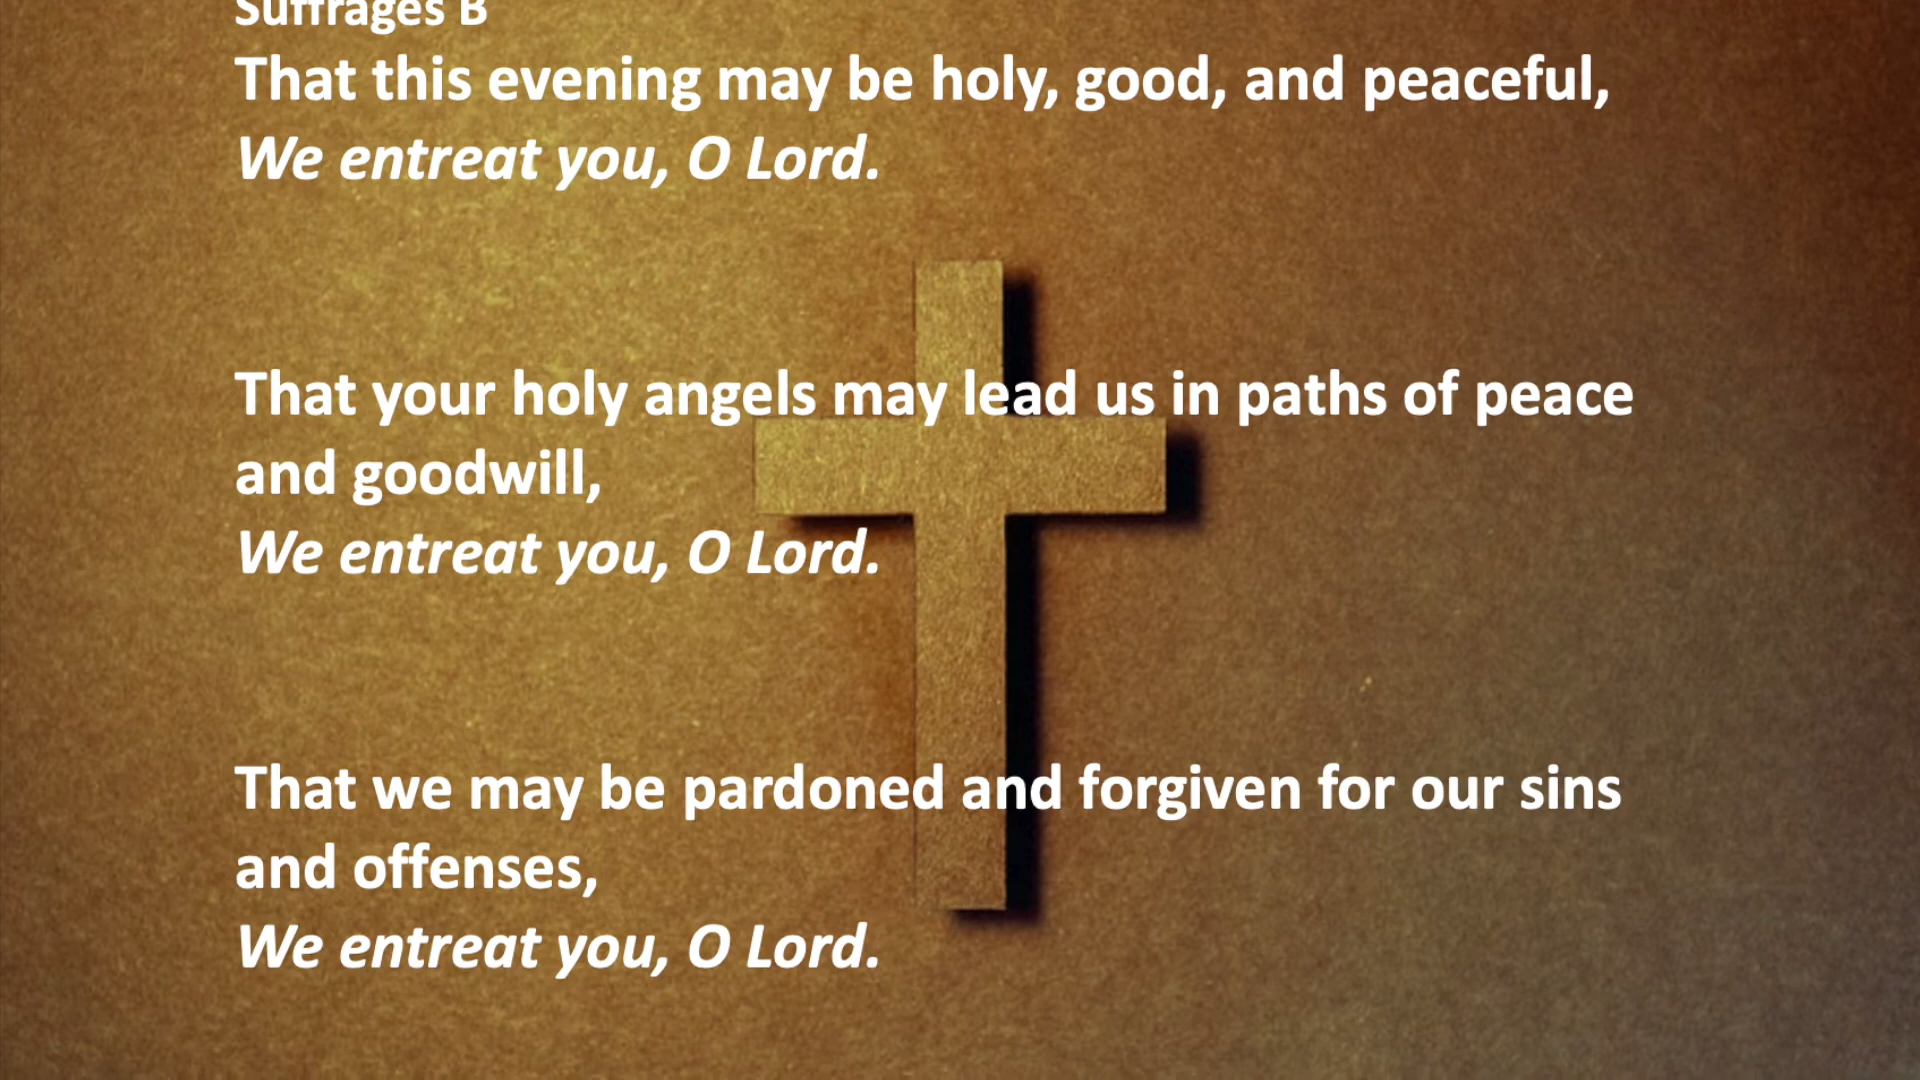 Suffrages B
That this evening may be holy, good, and peaceful,
We entreat you, O Lord.
That your holy angels may lead us in paths of peace
and goodwill,
We entreat you, O Lord.
That we may be pardoned and forgiven for our sins
and offenses,
We entreat you, O Lord.